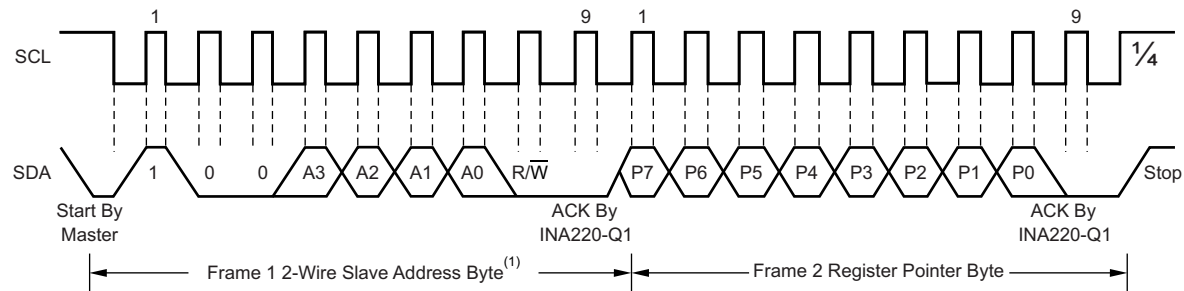 1 9 1 9
SCL ¼
SDA 1 0 0 A3 A2 A1 A0 R/W̅ P7 P6 P5 P4 P3 P2 P1 P0 Stop
Start By
Master
ACK By
INA220-Q1
ACK By
INA220-Q1
Frame 1 2-Wire Slave Address Byte(1) Frame 2 Register Pointer Byte